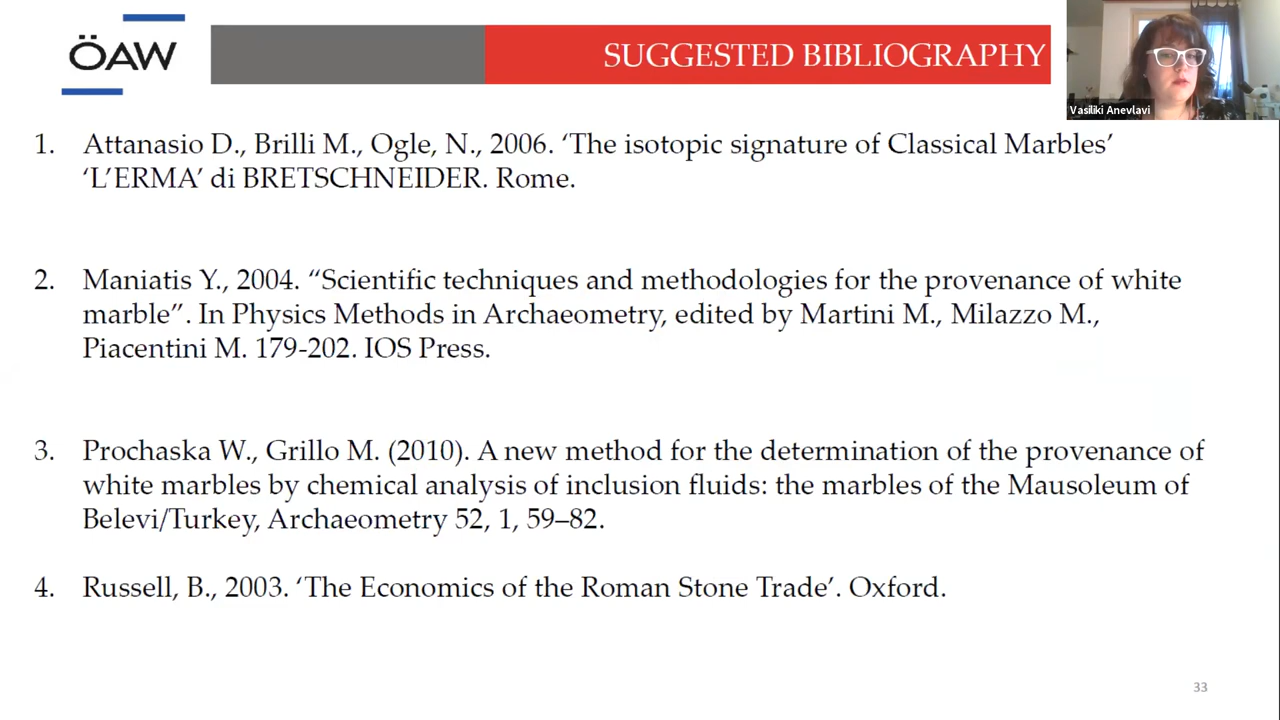 ÖAW
SUGGESTED BIBLIOGRAPHY
Vasiliki Anevlavi
1. Attanasio D., Brilli M., Ogle, N., 2006. ‘The isotopic signature of Classical Marbles’
‘L’ERMA’ di BRETSCHNEIDER. Rome.
2. Maniatis Y., 2004. “Scientific techniques and methodologies for the provenance of white
marble”. In Physics Methods in Archaeometry, edited by Martini M., Milazzo M.,
Piacentini M. 179-202. IOS Press.
3. Prochaska W., Grillo M. (2010). A new method for the determination of the provenance of
white marbles by chemical analysis of inclusion fluids: the marbles of the Mausoleum of
Belevi/Turkey, Archaeometry 52, 1, 59–82.
4. Russell, B., 2003. ‘The Economics of the Roman Stone Trade’. Oxford.
33